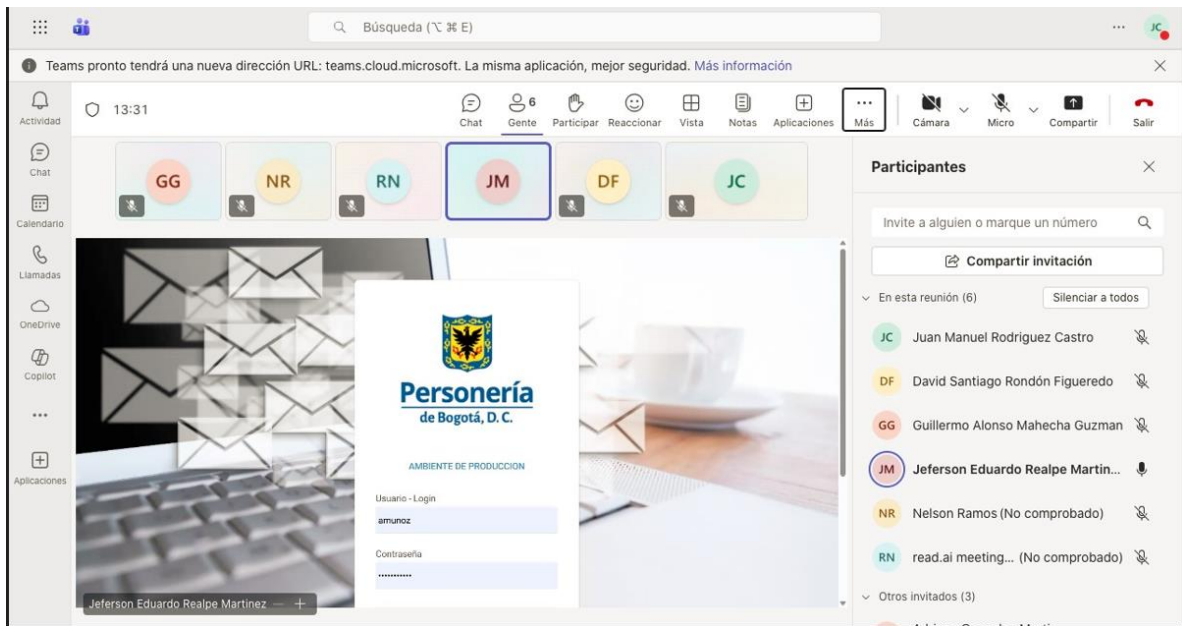 Búsqueda (⌥ ⌘ E)
JC
Teams pronto tendrá una nueva dirección URL: teams.cloud.microsoft. La misma aplicación, mejor seguridad. Más información
Actividad
Chat
Calendario
Llamadas
OneDrive
Copilot
Aplicaciones
13:31
Chat
6
Gente
Participar
Reaccionar
Vista
Notas
Aplicaciones
Más
Cámara
Micro
Compartir
Salir
GG
NR
RN
JM
DF
JC
Personería
de Bogotá, D. C.
AMBIENTE DE PRODUCCION
Usuario - Login
amunoz
Contraseña
···········
Jeferson Eduardo Realpe Martinez
Participantes
Invite a alguien o marque un número
Compartir invitación
En esta reunión (6)
Silenciar a todos
JC Juan Manuel Rodriguez Castro
DF David Santiago Rondón Figueredo
GG Guillermo Alonso Mahecha Guzman
JM Jeferson Eduardo Realpe Martin...
NR Nelson Ramos (No comprobado)
RN read.ai meeting... (No comprobado)
Otros invitados (3)